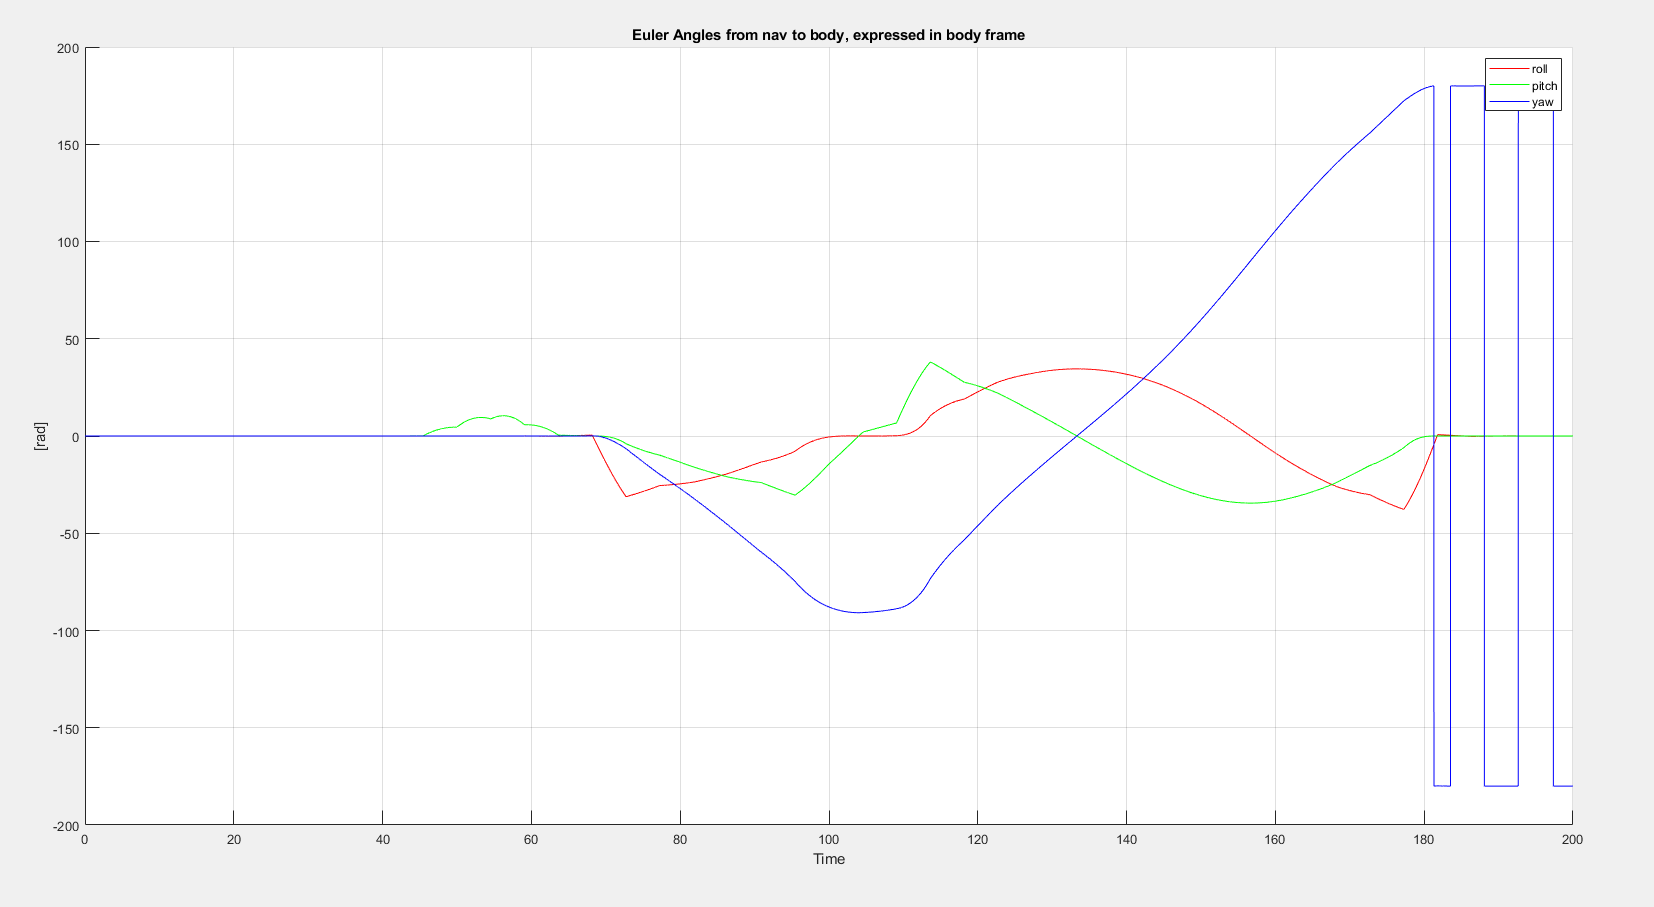 Euler Angles from nav to body, expressed in body frame
200
150
100
50
0
-50
-100
-150
-200
[rad]
roll
pitch
yaw
0 20 40 60 80 100 120 140 160 180 200
Time